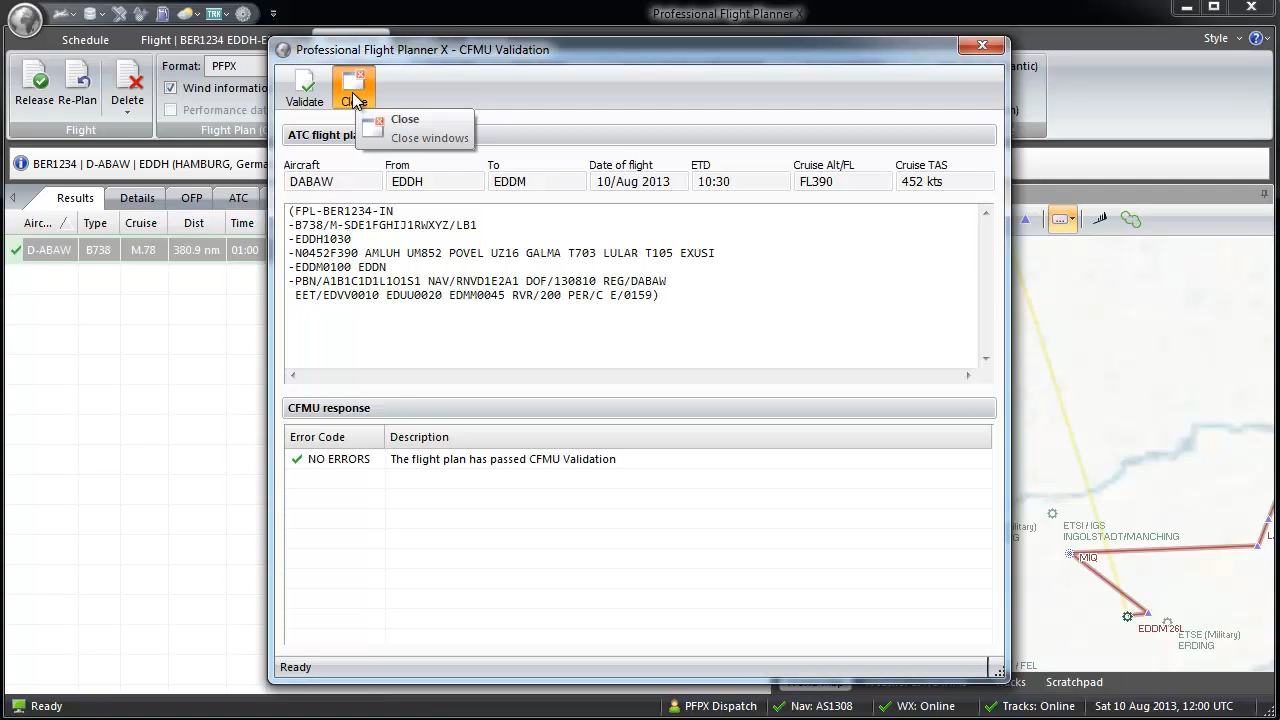 TRK
Professional Flight Planner X
Schedule
Flight | BER1234 EDDH-E
Style
Release
Re-Plan
Delete
Flight
Format:
PFPX
Wind informatio
Performance da
Flight Plan (O
antic)
n)
BER1234 | D-ABAW | EDDH (HAMBURG, Germa
Results
Details
OFP
ATC
Airc...
Type
Cruise
Dist
Time
D-ABAW
B738
M.78
380.9 nm
01:00
Professional Flight Planner X - CFMU Validation
Validate
Close
Close
Close windows
ATC flight pla
Aircraft
From
To
Date of flight
ETD
Cruise Alt/FL
Cruise TAS
DABAW
EDDH
EDDM
10/Aug 2013
10:30
FL390
452 kts
(FPL-BER1234-IN
-B738/M-SDEJFGHIJ1RWXYZ/LB1
-EDDH1030
-N0452F390 AMLUH UM852 POVEL UZ16 GALMA T703 LULAR T105 EXUSI
-EDDM0100 EDDN
-PBN/A1B1C1D1L1O1S1 NAV/RNVD1E2A1 DOF/130810 REG/DABAW
EET/EDVV0010 EDUU0020 EDMM0045 RVR/200 PER/C E/0159)
CFMU response
Error Code
Description
NO ERRORS
The flight plan has passed CFMU Validation
Ready
ilitary)
G
ETSI / IGS
INGOLSTADT/MANCHING
MIQ
EDDM 26L
ETSE (Military)
ERDING
/ FEL
Scratchpad
Ready
PFPX Dispatch
Nav: AS1308
WX: Online
Tracks: Online
Sat 10 Aug 2013, 12:00 UTC